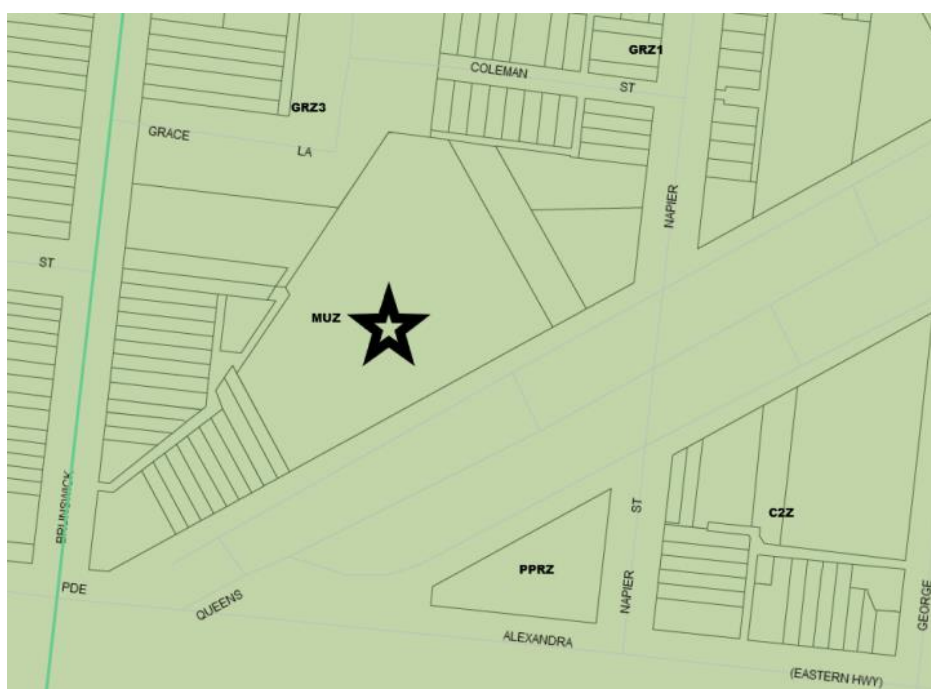 GRZ1
COLEMAN
ST
GRZ3
GRACE
LA
NAPIER
ST
MUZ
BRUNSWICK
ST
C2Z
PPRZ
PDE
QUEENS
NAPIER
GEORGE
ALEXANDRA
(EASTERN HWY)